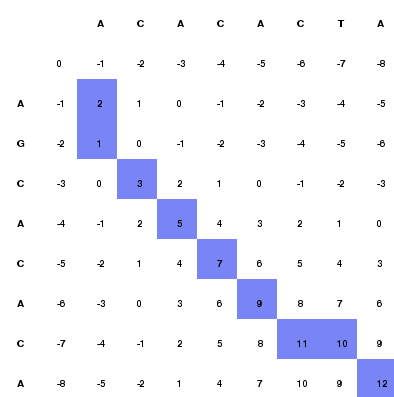 A C A C A C T A
0 -1 -2 -3 -4 -5 -6 -7 -8
A -1 2 1 0 -1 -2 -3 -4 -5
G -2 1 0 -1 -2 -3 -4 -5 -6
C -3 0 3 2 1 0 -1 -2 -3
A -4 -1 2 5 4 3 2 1 0
C -5 -2 1 4 7 6 5 4 3
A -6 -3 0 3 6 9 8 7 6
C -7 -4 -1 2 5 8 11 10 9
A -8 -5 -2 1 4 7 10 9 12